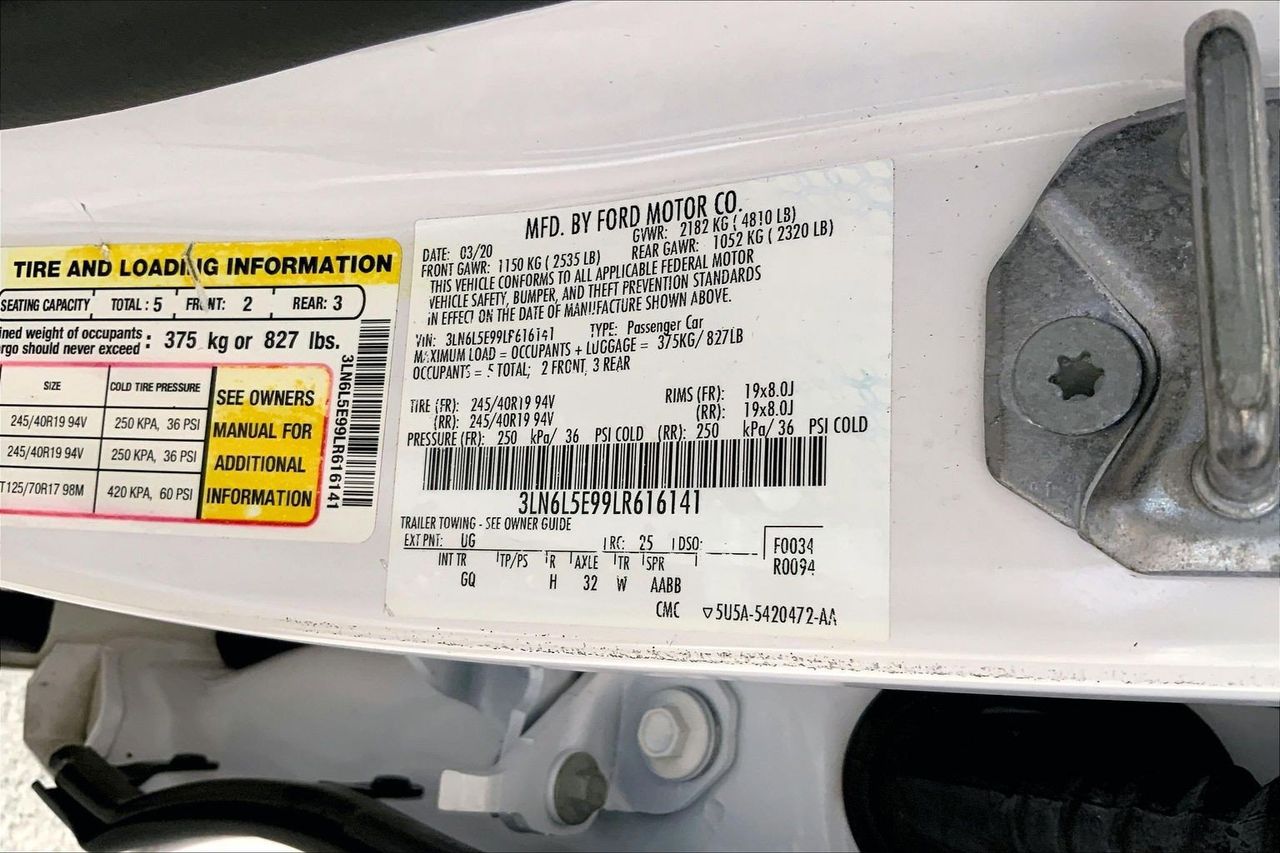 TIRE AND LOADING INFORMATION
SEATING CAPACITY TOTAL : 5 FRONT: 2 REAR: 3
ined weight of occupants
rgo should never exceed : 375 kg or 827 lbs.
SIZE COLD TIRE PRESSURE
245/40R19 94V 250 KPA, 36 PSI
245/40R19 94V 250 KPA, 36 PSI
T125/70R17 98M 420 KPA, 60 PSI
SEE OWNERS
MANUAL FOR
ADDITIONAL
INFORMATION
3LN6L5E99LR616141
MFD. BY FORD MOTOR CO.
DATE: 03/20 GVWR: 2182 KG ( 4810 LB)
FRONT GAWR: 1150 KG ( 2535 LB) REAR GAWR: 1052 KG ( 2320 LB)
THIS VEHICLE CONFORMS TO ALL APPLICABLE FEDERAL MOTOR
VEHICLE SAFETY, BUMPER, AND THEFT PREVENTION STANDARDS
IN EFFECT ON THE DATE OF MANUFACTURE SHOWN ABOVE.
VIN: 3LN6L5E99LR616141 TYPE: Passenger Car
MAXIMUM LOAD = OCCUPANTS + LUGGAGE = 375KG/ 827LB
OCCUPANTS = 5 TOTAL; 2 FRONT, 3 REAR
TIRE (FR): 245/40R19 94V RIMS (FR): 19x8.0J
(RR): 245/40R19 94V (RR): 19x8.0J
PRESSURE (FR): 250 kPa/ 36 PSI COLD (RR): 250 kPa/ 36 PSI COLD
3LN6L5E99LR616141
TRAILER TOWING - SEE OWNER GUIDE
EXT PNT: UG RC: 25 DSO: F0034
INT TR TP/PS R AXLE TR SPR R0094
GQ H 32 W AABB
CMC ▽5U5A-5420472-AA